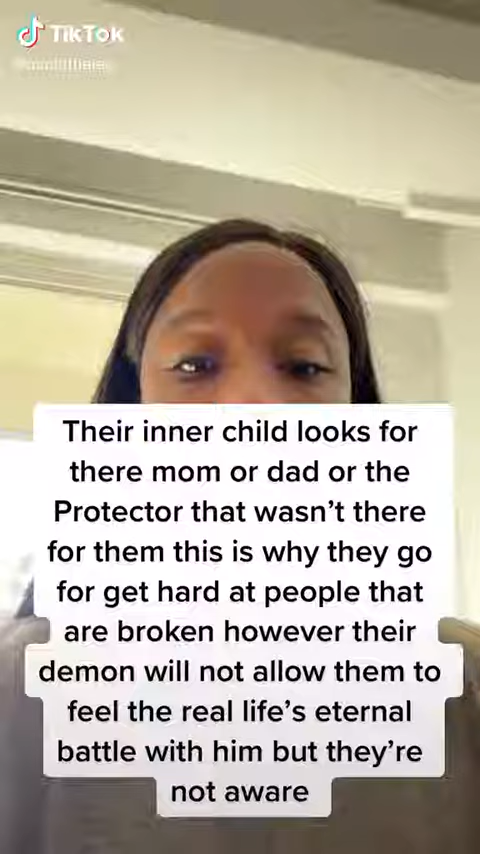 TikTok
Their inner child looks for
there mom or dad or the
Protector that wasn't there
for them this is why they go
for get hard at people that
are broken however their
demon will not allow them to
feel the real life's eternal
battle with him but they're
not aware